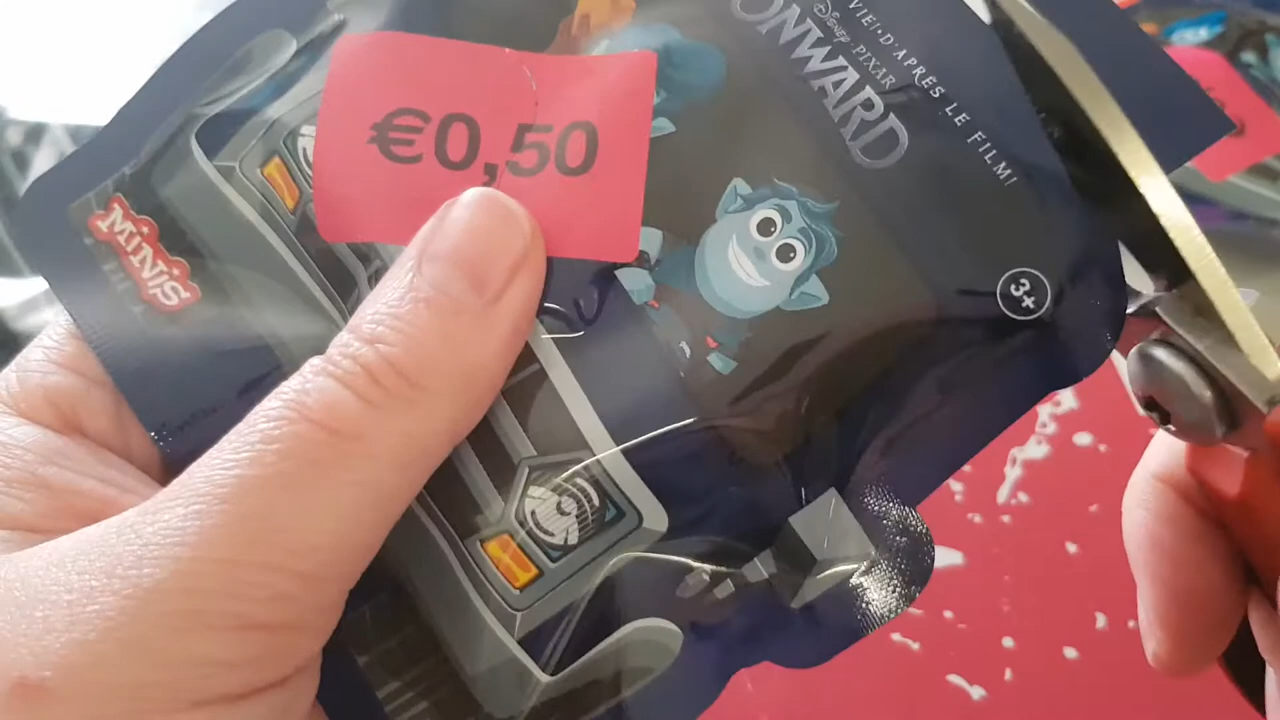 €0,50
MINIS
VIE! D'APRÈS LE FILM!
DISNEY · PIXAR
ONWARD
3+